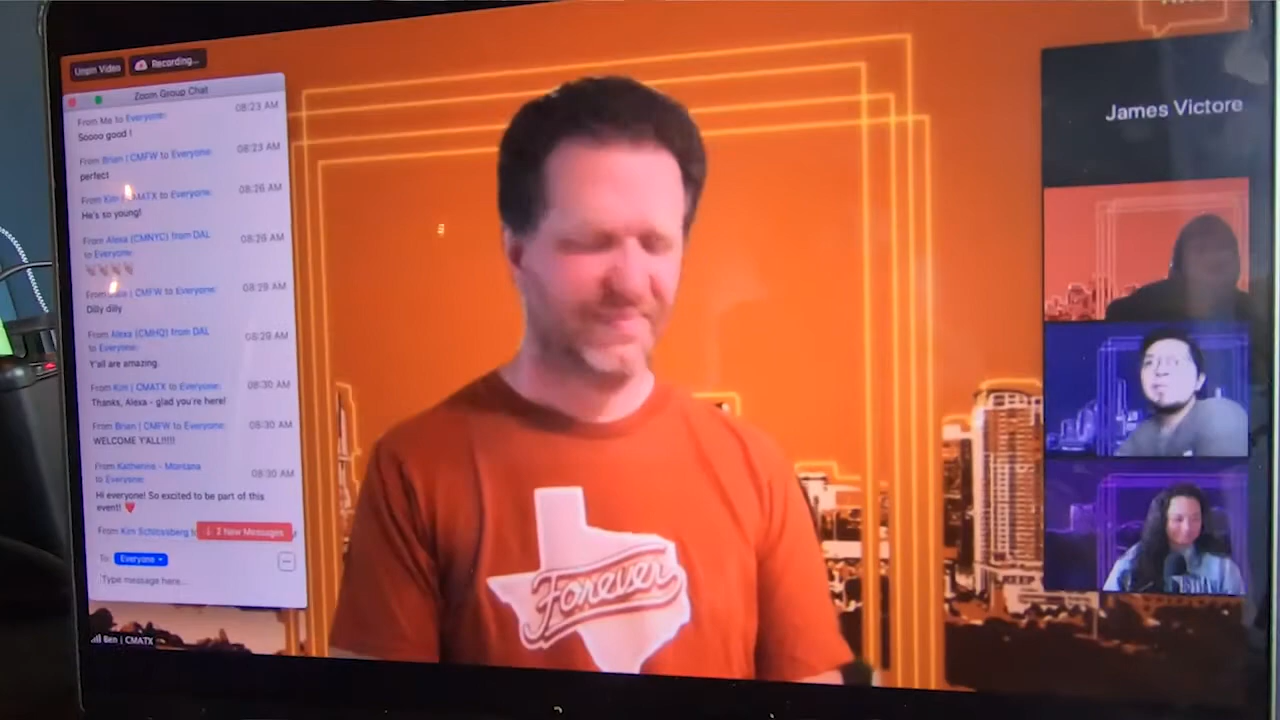 Unpin Video
Recording...
Zoom Group Chat
From Me to Everyone:
08:23 AM
Soooo good !
From Brian | CMFW to Everyone:
08:23 AM
perfect
From Kim | CMATX to Everyone:
08:26 AM
He's so young!
From Alexa (CMNYC) from DAL
to Everyone:
08:26 AM
From
| CMFW to Everyone:
08:28 AM
Dilly dilly
From Alexa (CMHQ) from DAL
to Everyone:
08:29 AM
Y'all are amazing.
From Kim | CMATX to Everyone:
08:30 AM
Thanks, Alexa - glad you're here!
From Brian | CMFW to Everyone:
08:30 AM
WELCOME Y'ALL!!!!!
From Katherine - Montana
to Everyone:
08:30 AM
Hi everyone! So excited to be part of this
event! ❤️
From Kim Schlossberg to
↓ 2 New Messages
To: Everyone
Type message here...
Ben | CMATX
Forever
James Victore